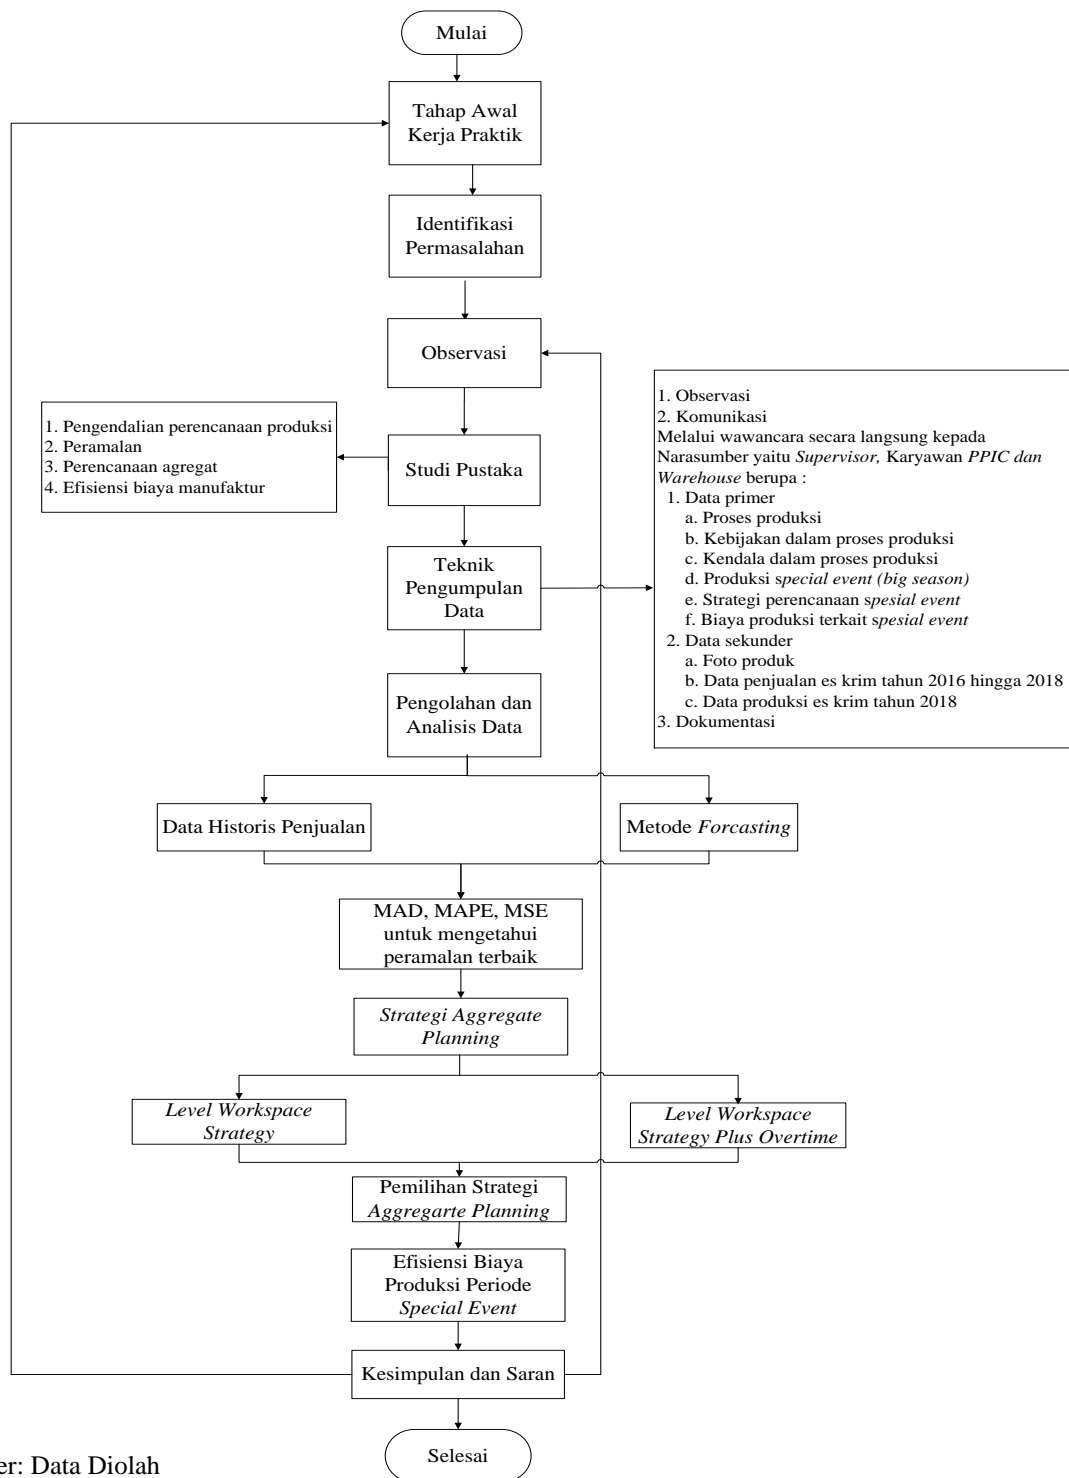 Mulai
Tahap Awal
Kerja Praktik
Identifikasi
Permasalahan
Observasi
1. Pengendalian perencanaan produksi
2. Peramalan
3. Perencanaan agregat
4. Efisiensi biaya manufaktur
Studi Pustaka
1. Observasi
2. Komunikasi
Melalui wawancara secara langsung kepada
Narasumber yaitu Supervisor, Karyawan PPIC dan
Warehouse berupa :
1. Data primer
a. Proses produksi
b. Kebijakan dalam proses produksi
c. Kendala dalam proses produksi
d. Produksi special event (big season)
e. Strategi perencanaan spesial event
f. Biaya produksi terkait spesial event
2. Data sekunder
a. Foto produk
b. Data penjualan es krim tahun 2016 hingga 2018
c. Data produksi es krim tahun 2018
3. Dokumentasi
Teknik
Pengumpulan
Data
Pengolahan dan
Analisis Data
Data Historis Penjualan
Metode Forcasting
MAD, MAPE, MSE
untuk mengetahui
peramalan terbaik
Strategi Aggregate
Planning
Level Workspace
Strategy
Level Workspace
Strategy Plus Overtime
Pemilihan Strategi
Aggregarte Planning
Efisiensi Biaya
Produksi Periode
Special Event
Kesimpulan dan Saran
Selesai
er: Data Diolah